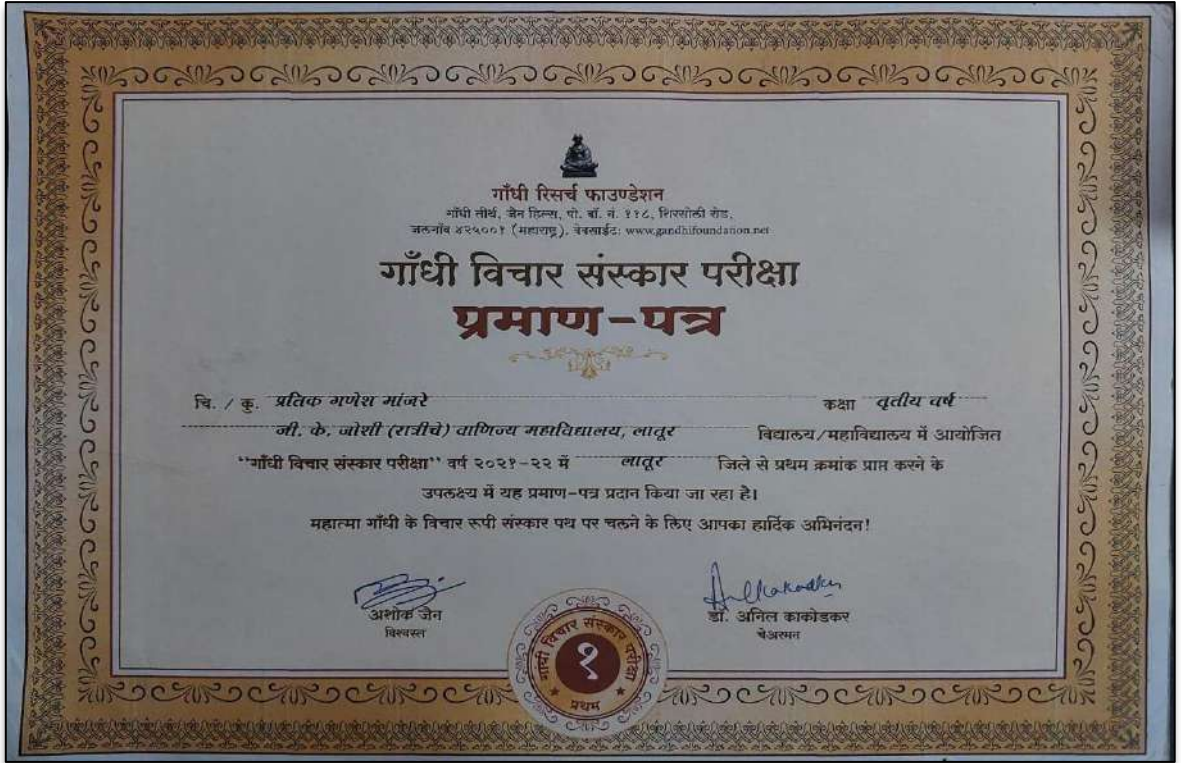 गाँधी रिसर्च फाउण्डेशन
गाँधी तीर्थ, जैन हिल्स, पो. बॉ. नं. ११८, शिरसोली रोड,
जलगाँव ४२५००१ (महाराष्ट्र), वेबसाईट: www.gandhifoundation.net
गाँधी विचार संस्कार परीक्षा
प्रमाण-पत्र
चि. / कु. प्रतिक गणेश मांजरे कक्षा तृतीय वर्ष
जी. के. जोशी (रात्रीचे) वाणिज्य महाविद्यालय, लातूर विद्यालय/महाविद्यालय में आयोजित
"गाँधी विचार संस्कार परीक्षा" वर्ष २०२१-२२ में लातूर जिले से प्रथम क्रमांक प्राप्त करने के
उपलक्ष्य में यह प्रमाण-पत्र प्रदान किया जा रहा है।
महात्मा गाँधी के विचार रूपी संस्कार पथ पर चलने के लिए आपका हार्दिक अभिनंदन!
अशोक जैन
विश्वस्त
डॉ. अनिल काकोडकर
चेअरमन
गांधी विचार संस्कार परीक्षा
१
प्रथम